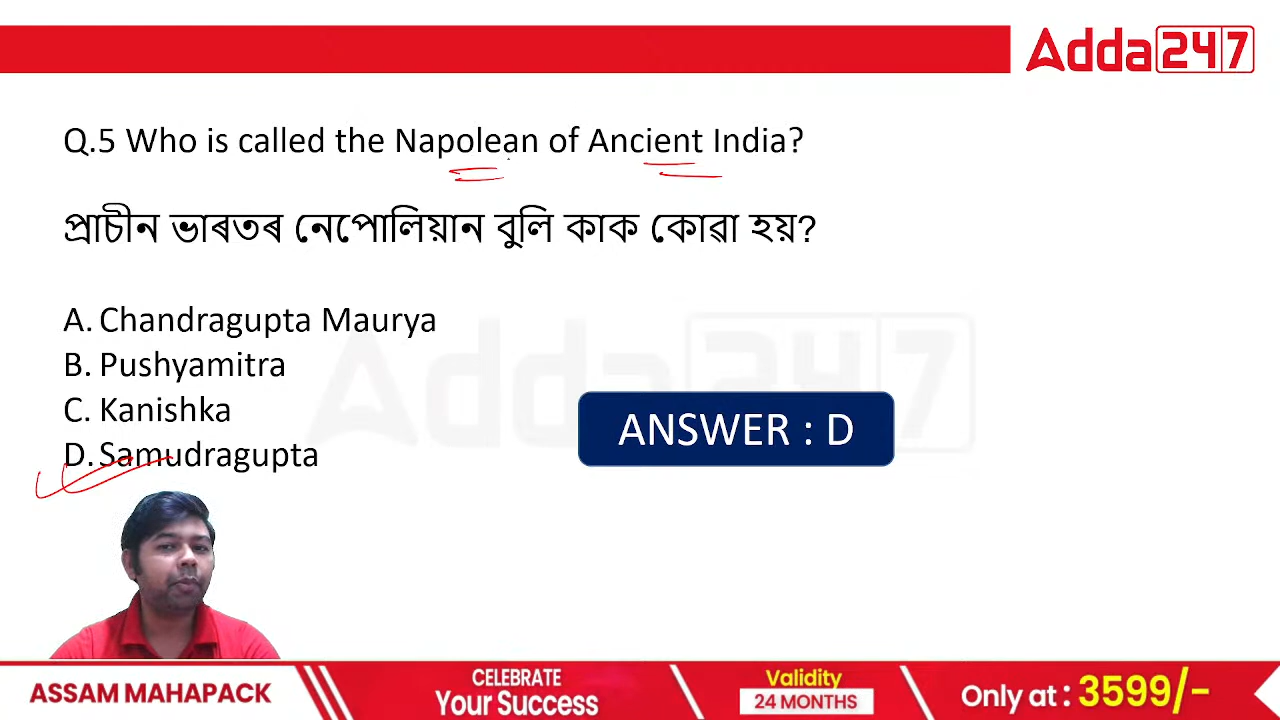 Adda247
Q.5 Who is called the Napolean of Ancient India?
প্ৰাচীন ভাৰতৰ নেপোলিয়ান বুলি কাক কোৱা হয়?
A. Chandragupta Maurya
B. Pushyamitra
C. Kanishka
D. Samudragupta
ANSWER : D
Adda247
ASSAM MAHAPACK
CELEBRATE
Your Success
Validity
24 MONTHS
Only at : 3599/-